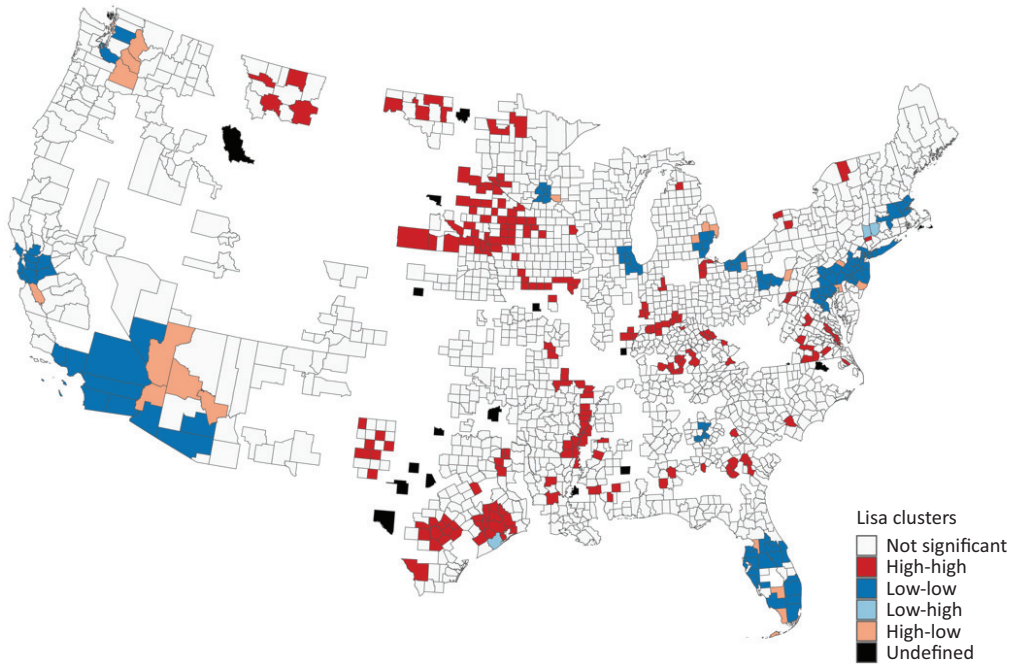 Lisa clusters
Not significant
High-high
Low-low
Low-high
High-low
Undefined